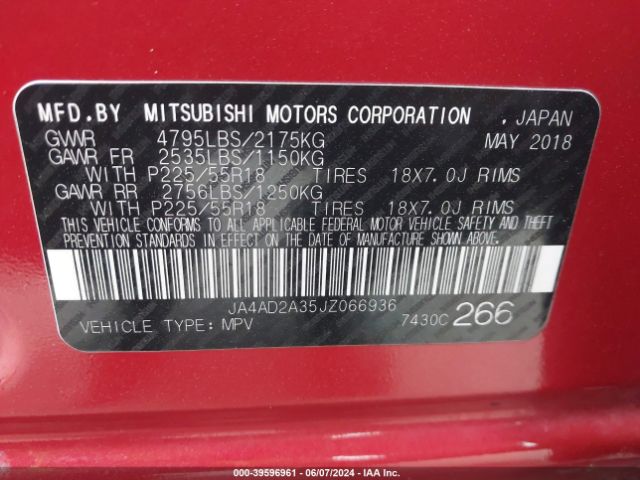 MFD. BY MITSUBISHI MOTORS CORPORATION , JAPAN
GWWR 4795LBS/2175KG MAY 2018
GAWR FR 2535LBS/1150KG
WITH P225/55R18 TIRES 18X7.0J RIMS
GAWR RR 2756LBS/1250KG
WITH P225/55R18 TIRES 18X7.0J RIMS
THIS VEHICLE CONFORMS TO ALL APPLICABLE FEDERAL MOTOR VEHICLE SAFETY AND THEFT
PREVENTION STANDARDS IN EFFECT ON THE DATE OF MANUFACTURE SHOWN ABOVE.
JA4AD2A35JZ066936
VEHICLE TYPE: MPV 7430C 266
000-39596961 | 06/07/2024 | IAA Inc.